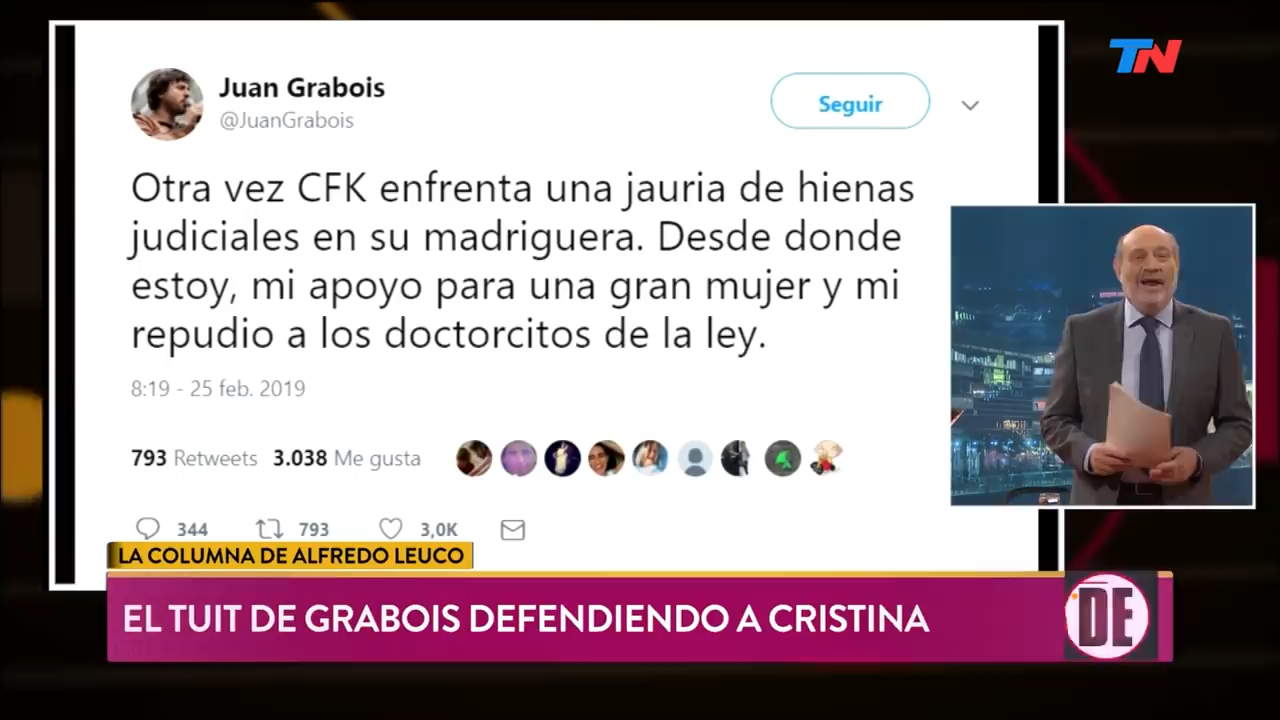 TN
Juan Grabois
@JuanGrabois
Seguir
Otra vez CFK enfrenta una jauria de hienas
judiciales en su madriguera. Desde donde
estoy, mi apoyo para una gran mujer y mi
repudio a los doctorcitos de la ley.
8:19 - 25 feb. 2019
793 Retweets 3.038 Me gusta
344 793 3,0K
LA COLUMNA DE ALFREDO LEUCO
EL TUIT DE GRABOIS DEFENDIENDO A CRISTINA
DE